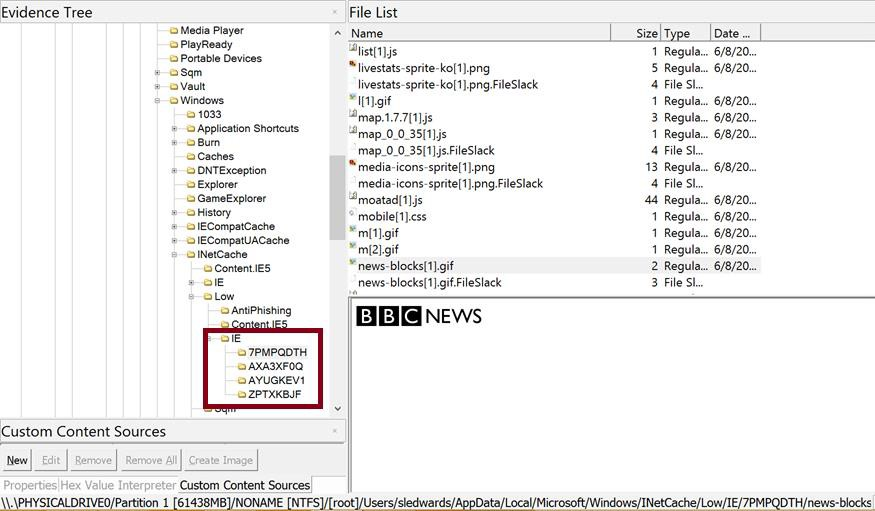 Evidence Tree
Media Player
PlayReady
Portable Devices
Sqm
Vault
Windows
1033
Application Shortcuts
Burn
Caches
DNTException
Explorer
GameExplorer
History
IECompatCache
IECompatUACache
INetCache
Content.IE5
IE
Low
AntiPhishing
Content.IE5
IE
7PMPQDTH
AXA3XF0Q
AYUGKEV1
ZPTXKBJF
Sqm
Custom Content Sources
New Edit Remove Remove All Create Image
Properties Hex Value Interpreter Custom Content Sources
File List
Name Size Type Date ...
list[1].js 1 Regula... 6/8/20...
livestats-sprite-ko[1].png 5 Regula... 6/8/20...
livestats-sprite-ko[1].png.FileSlack 4 File Sl...
l[1].gif 1 Regula... 6/8/20...
map.1.7.7[1].js 3 Regula... 6/8/20...
map_0_0_35[1].js 1 Regula... 6/8/20...
map_0_0_35[1].js.FileSlack 4 File Sl...
media-icons-sprite[1].png 13 Regula... 6/8/20...
media-icons-sprite[1].png.FileSlack 4 File Sl...
moatad[1].js 44 Regula... 6/8/20...
mobile[1].css 1 Regula... 6/8/20...
m[1].gif 1 Regula... 6/8/20...
m[2].gif 1 Regula... 6/8/20...
news-blocks[1].gif 2 Regula... 6/8/20...
news-blocks[1].gif.FileSlack 3 File Sl...
BBC NEWS
\\.\PHYSICALDRIVE0/Partition 1 [61438MB]/NONAME [NTFS]/[root]/Users/sledwards/AppData/Local/Microsoft/Windows/INetCache/Low/IE/7PMPQDTH/news-blocks